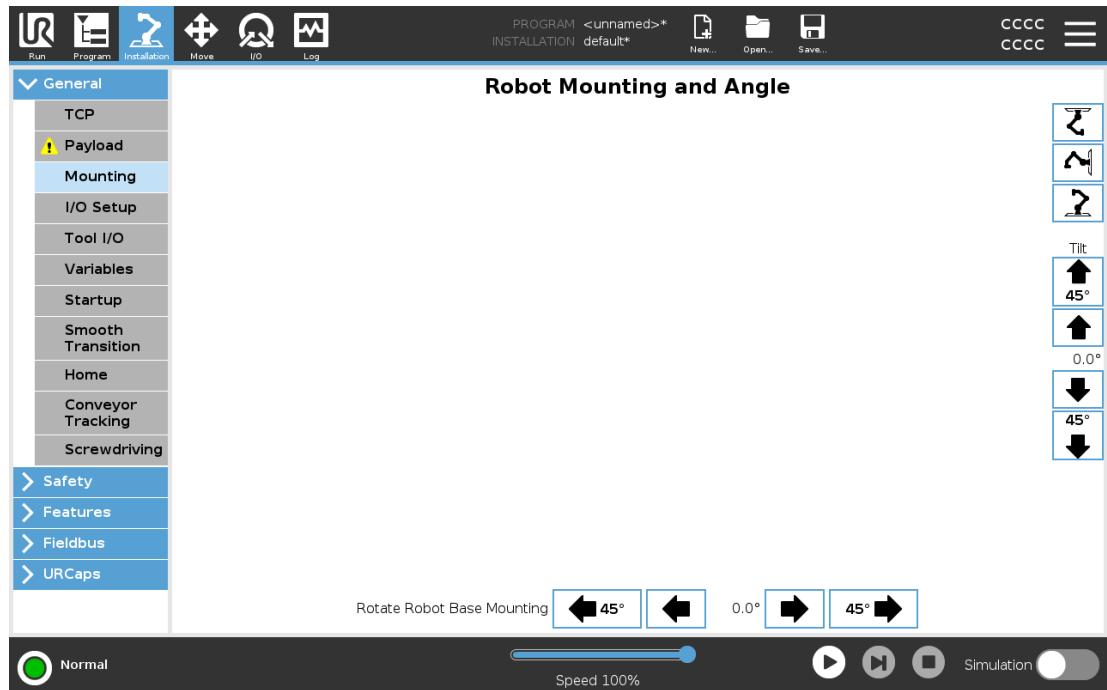 PROGRAM <unnamed>*
INSTALLATION default*
Run Program Installation Move I/O Log New... Open... Save...
CCCC
CCCC
General
TCP
Payload
Mounting
I/O Setup
Tool I/O
Variables
Startup
Smooth
Transition
Home
Conveyor
Tracking
Screwdriving
Safety
Features
Fieldbus
URCaps
Robot Mounting and Angle
Tilt
45°
0.0°
45°
Rotate Robot Base Mounting 45° 0.0° 45°
Normal
Speed 100%
Simulation